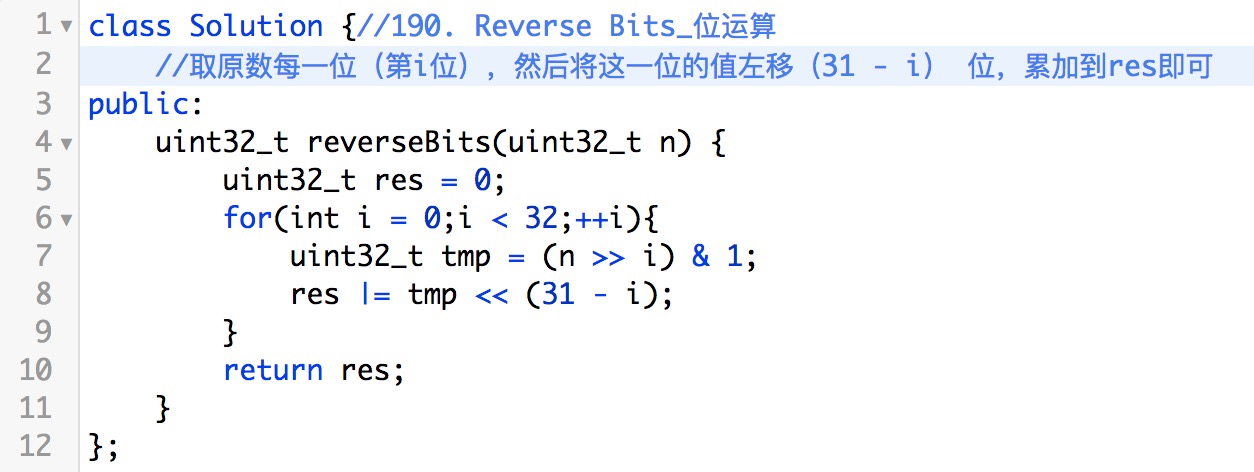 1 class Solution {//190. Reverse Bits_位运算
2     //取原数每一位（第i位），然后将这一位的值左移（31 - i） 位，累加到res即可
3 public:
4     uint32_t reverseBits(uint32_t n) {
5         uint32_t res = 0;
6         for(int i = 0;i < 32;++i){
7             uint32_t tmp = (n >> i) & 1;
8             res |= tmp << (31 - i);
9         }
10         return res;
11     }
12 };